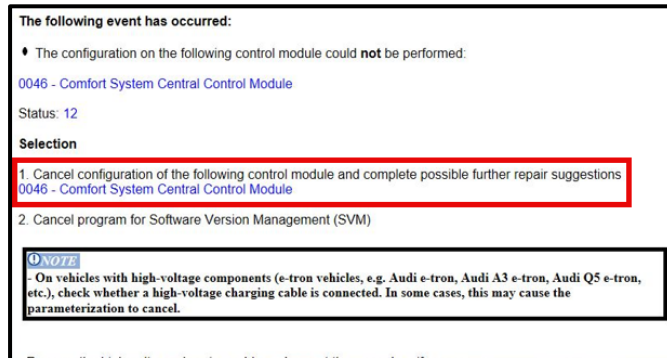 The following event has occurred:
• The configuration on the following control module could not be performed:
0046 - Comfort System Central Control Module
Status: 12
Selection
1. Cancel configuration of the following control module and complete possible further repair suggestions
0046 - Comfort System Central Control Module
2. Cancel program for Software Version Management (SVM)
NOTE
- On vehicles with high-voltage components (e-tron vehicles, e.g. Audi e-tron, Audi A3 e-tron, Audi Q5 e-tron,
etc.), check whether a high-voltage charging cable is connected. In some cases, this may cause the
parameterization to cancel.